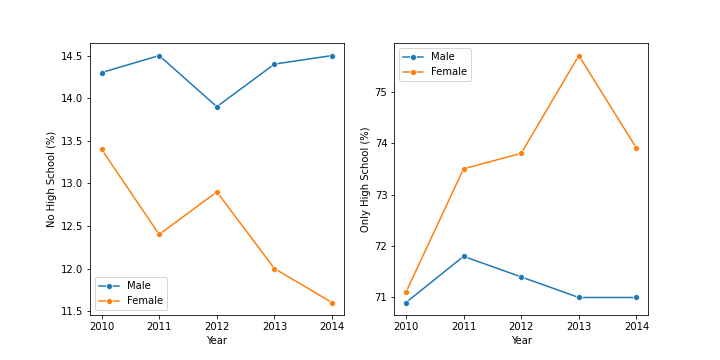 14.5
14.0
13.5
13.0
12.5
12.0
11.5
No High School (%)
Male
Female
2010 2011 2012 2013 2014
Year
Male
Female
75
74
73
72
71
Only High School (%)
2010 2011 2012 2013 2014
Year